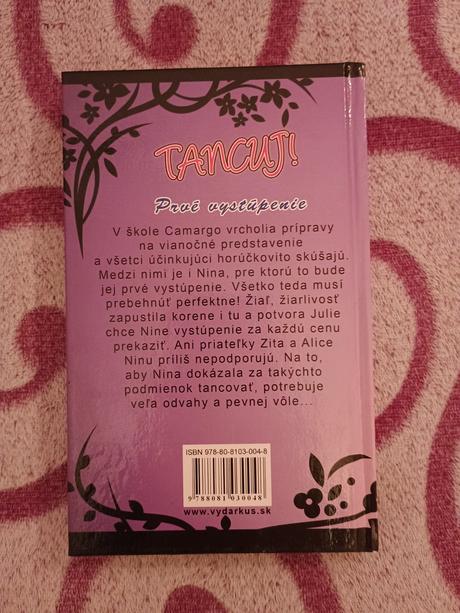 TANCUJ!
Prvé vystúpenie
V škole Camargo vrcholia prípravy
na vianočné predstavenie
a všetci účinkujúci horúčkovito skúšajú.
Medzi nimi je i Nina, pre ktorú to bude
jej prvé vystúpenie. Všetko teda musí
prebehnúť perfektne! Žiaľ, žiarlivosť
zapustila korene i tu a potvora Julie
chce Nine vystúpenie za každú cenu
prekaziť. Ani priateľky Zita a Alice
Ninu príliš nepodporujú. Na to,
aby Nina dokázala za takýchto
podmienok tancovať, potrebuje
veľa odvahy a pevnej vôle...
ISBN 978-80-8103-004-8
9 788081 030048
www.vydarkus.sk